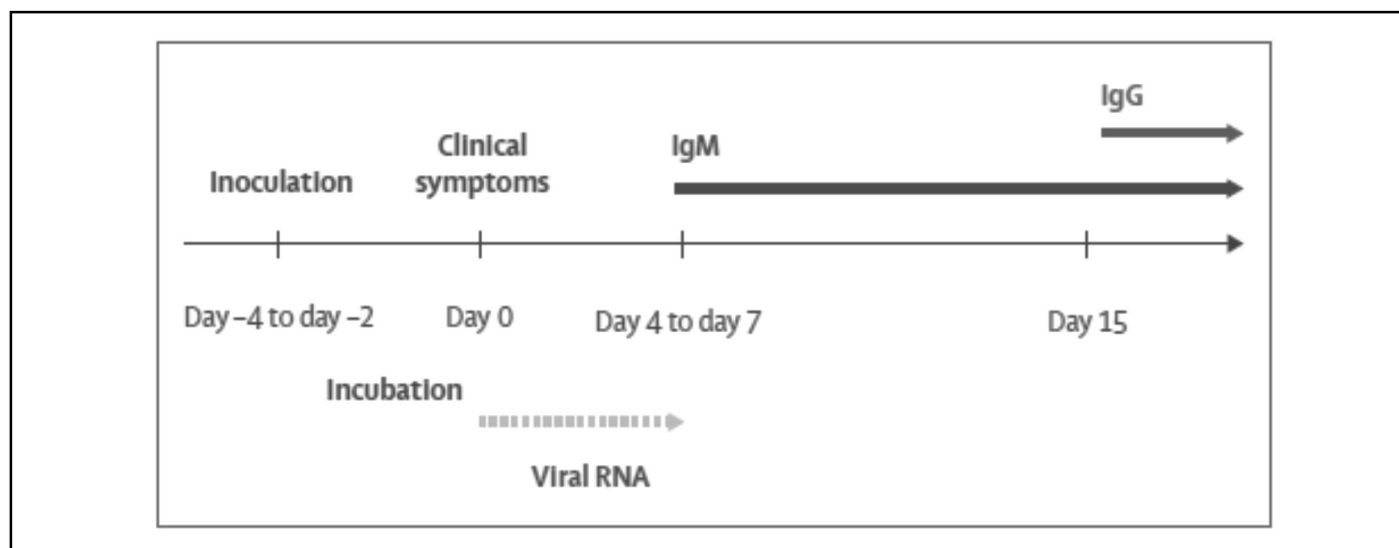 IgG
Clinical
symptoms
IgM
Inoculation
Day –4 to day –2
Day 0
Day 4 to day 7
Day 15
Incubation
Viral RNA